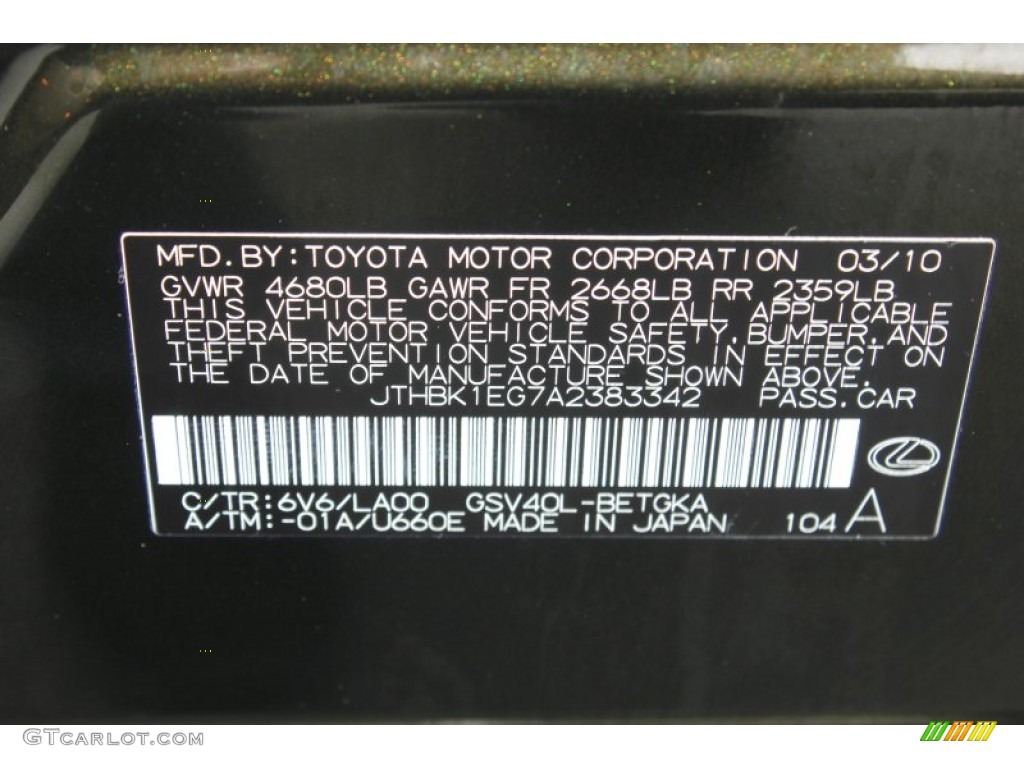 MFD.BY:TOYOTA MOTOR CORPORATION 03/10
GVWR 4680LB GAWR FR 2668LB RR 2359LB
THIS VEHICLE CONFORMS TO ALL APPLICABLE
FEDERAL MOTOR VEHICLE SAFETY,BUMPER,AND
THEFT PREVENTION STANDARDS IN EFFECT ON
THE DATE OF MANUFACTURE SHOWN ABOVE.
JTHBK1EG7A2383342 PASS.CAR
C/TR:6V6/LA00 GSV40L-BETGKA
A/TM:-01A/U660E MADE IN JAPAN 104 A
GTCarlot.com